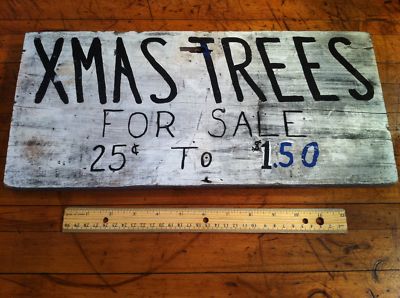 XMAS TREES
FOR SALE
25¢ TO $1.50